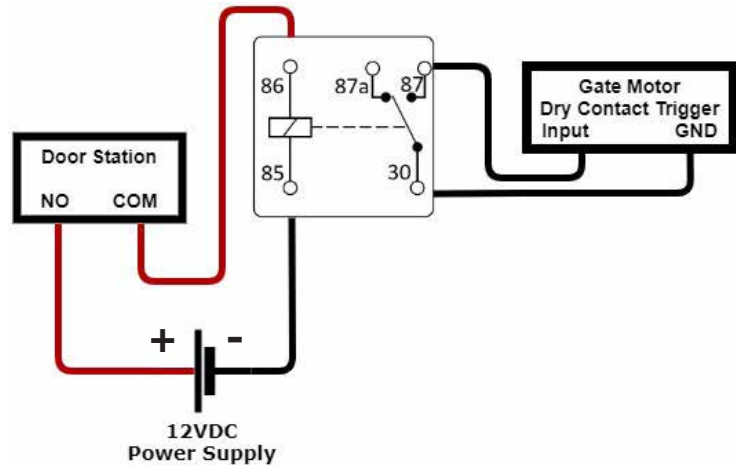 86
87a
87
85
30
Door Station
NO COM
Gate Motor
Dry Contact Trigger
Input GND
+ -
12VDC
Power Supply